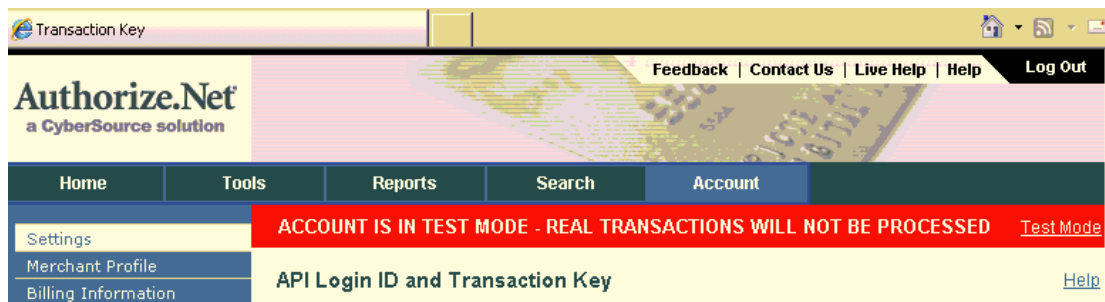 Transaction Key
Feedback | Contact Us | Live Help | Help Log Out
Authorize.Net
a CyberSource solution
Home Tools Reports Search Account
ACCOUNT IS IN TEST MODE - REAL TRANSACTIONS WILL NOT BE PROCESSED Test Mode
Settings
Merchant Profile
Billing Information
API Login ID and Transaction Key Help